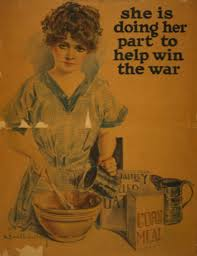 she is
doing her
part to
help win
the war
CORN
MEAL